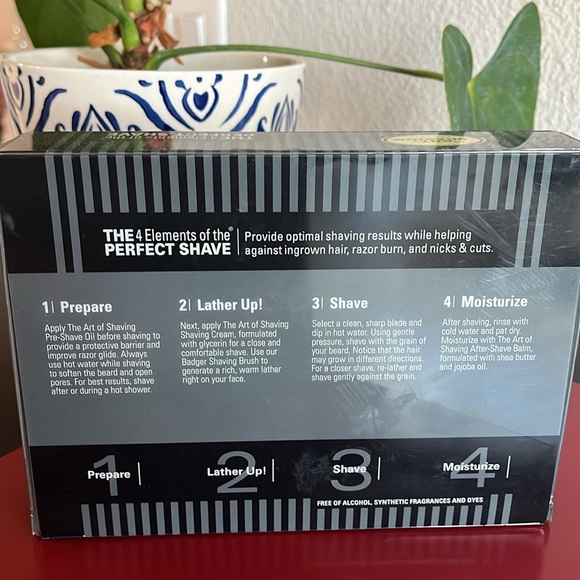 THE 4 Elements of the®
PERFECT SHAVE
Provide optimal shaving results while helping
against ingrown hair, razor burn, and nicks & cuts.
1| Prepare
Apply The Art of Shaving
Pre-Shave Oil before shaving to
provide a protective barrier and
improve razor glide. Always
use hot water while shaving
to soften the beard and open
pores. For best results, shave
after or during a hot shower.
2| Lather Up!
Next, apply The Art of Shaving
Shaving Cream, formulated
with glycerin for a close and
comfortable shave. Use our
Badger Shaving Brush to
generate a rich, warm lather
right on your face.
3| Shave
Select a clean, sharp blade and
dip in hot water. Using gentle
pressure, shave with the grain of
your beard. Notice that the hair
may grow in different directions.
For a closer shave, re-lather and
shave gently against the grain.
4| Moisturize
After shaving, rinse with
cold water and pat dry.
Moisturize with The Art of
Shaving After-Shave Balm,
formulated with shea butter
and jojoba oil.
1 Prepare
2 Lather Up!
3 Shave
4 Moisturize
FREE OF ALCOHOL, SYNTHETIC FRAGRANCES AND DYES